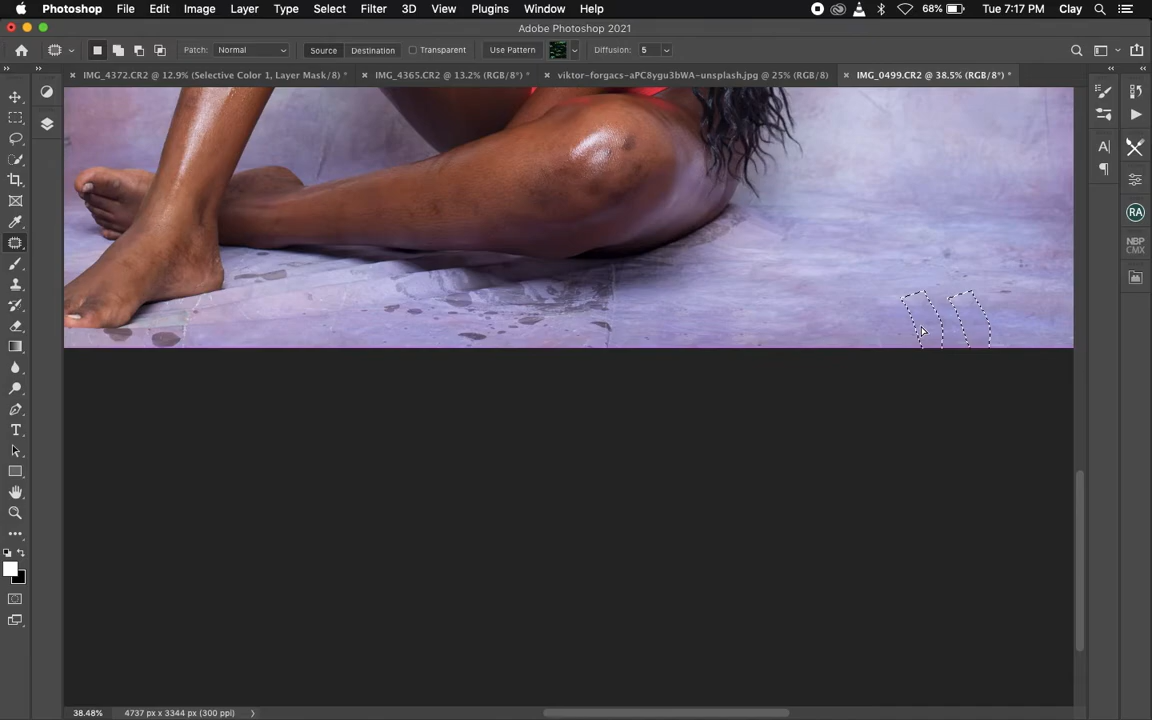 Photoshop File Edit Image Layer Type Select Filter 3D View Plugins Window Help 68% Tue 7:17 PM Clay
Adobe Photoshop 2021
Patch: Normal Source Destination Transparent Use Pattern Diffusion: 5
× IMG_4372.CR2 @ 12.9% (Selective Color 1, Layer Mask/8) * × IMG_4365.CR2 @ 13.2% (RGB/8*) * × viktor-forgacs-aPC8ygu3bWA-unsplash.jpg @ 25% (RGB/8) × IMG_0499.CR2 @ 38.5% (RGB/8*) *
A
RA
NBP
CMX
T
38.48% 4737 px x 3344 px (300 ppi)